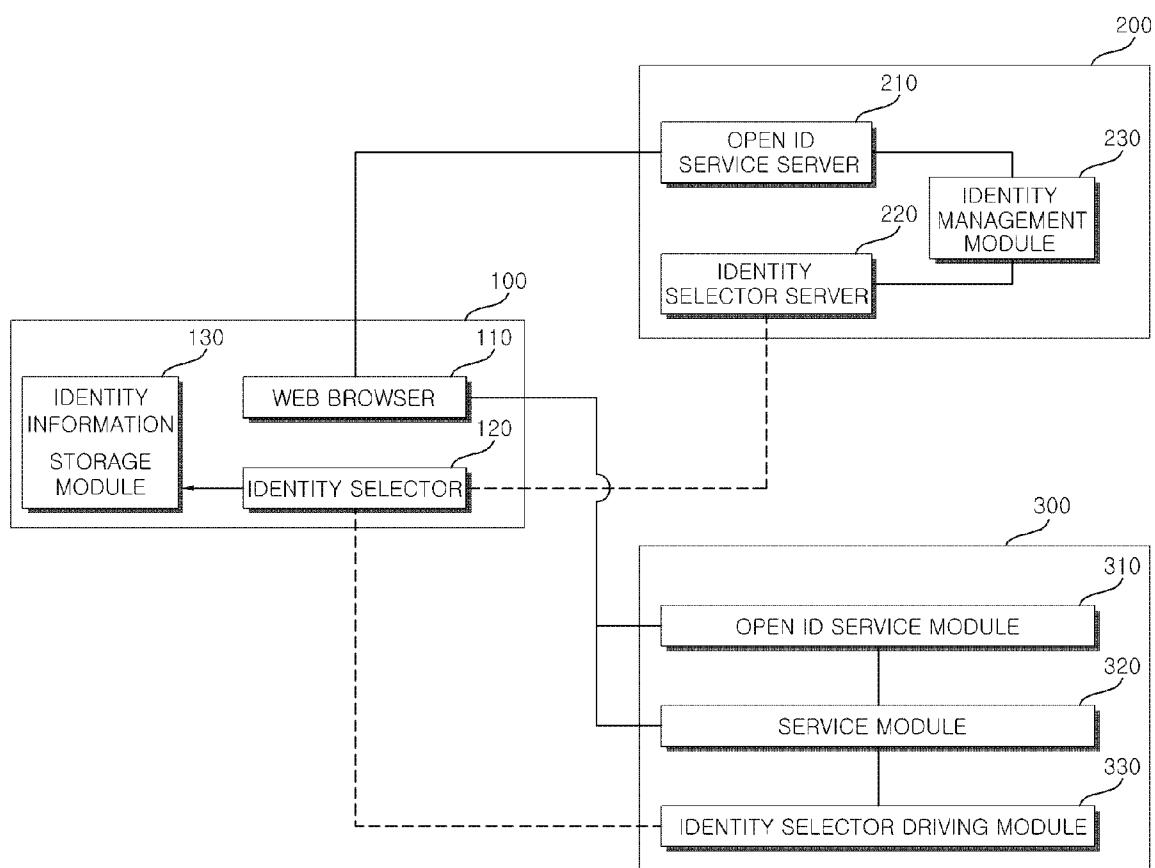 200
210
OPEN ID
SERVICE SERVER
230
IDENTITY
MANAGEMENT
MODULE
220
IDENTITY
SELECTOR SERVER
100
130
IDENTITY
INFORMATION
STORAGE
MODULE
110
WEB BROWSER
120
IDENTITY SELECTOR
300
310
OPEN ID SERVICE MODULE
320
SERVICE MODULE
330
IDENTITY SELECTOR DRIVING MODULE